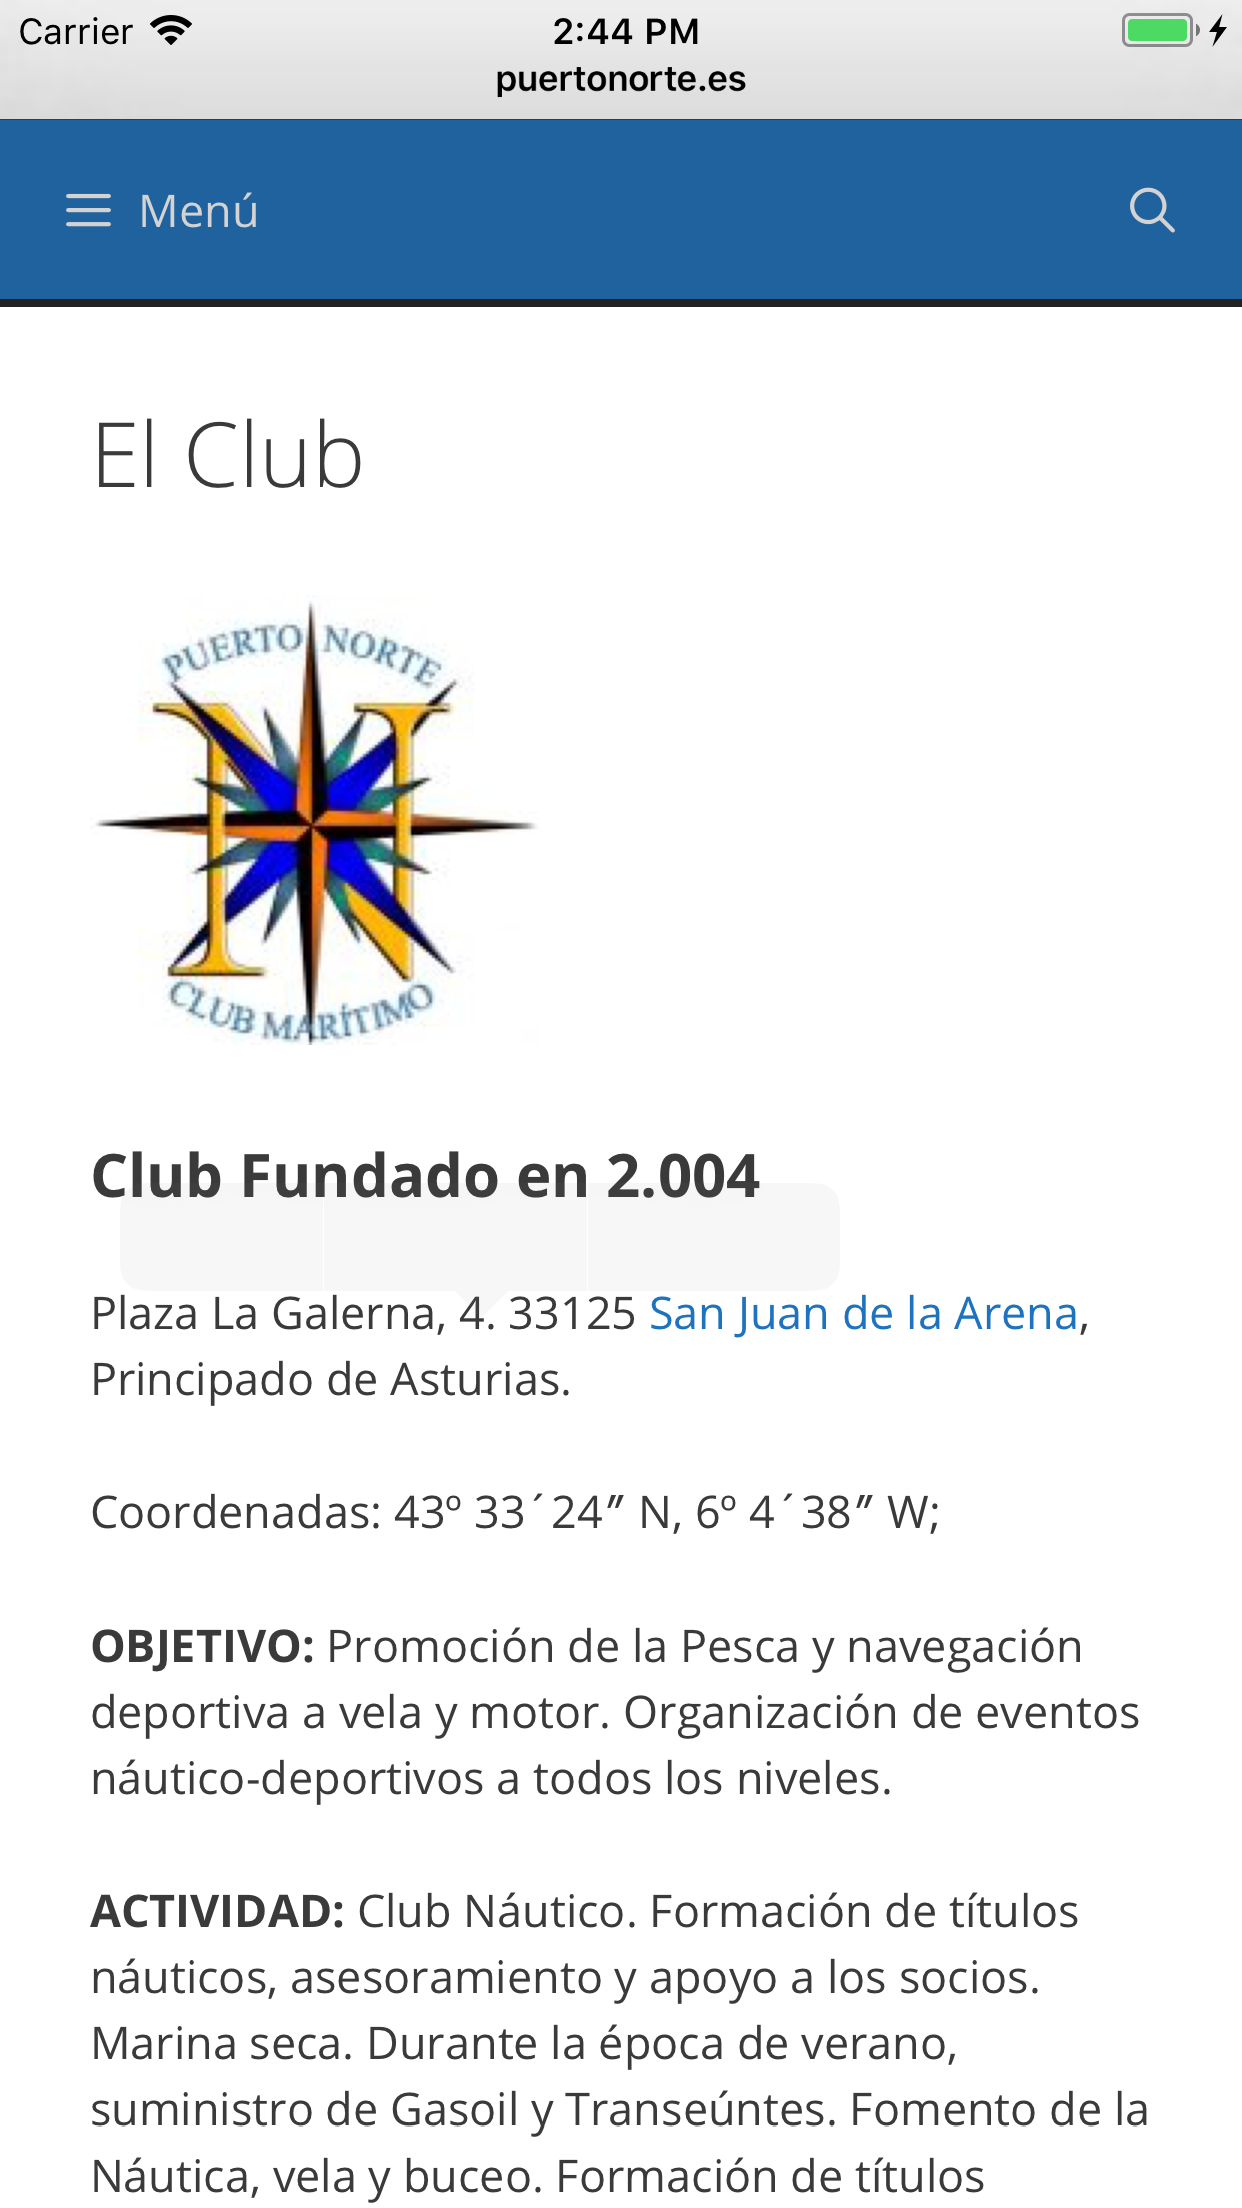 Carrier 2:44 PM
puertonorte.es
Menú
El Club
PUERTO NORTE
N
CLUB MARÍTIMO
Club Fundado en 2.004
Plaza La Galerna, 4. 33125 San Juan de la Arena,
Principado de Asturias.
Coordenadas: 43º 33´24″ N, 6º 4´38″ W;
OBJETIVO: Promoción de la Pesca y navegación
deportiva a vela y motor. Organización de eventos
náutico-deportivos a todos los niveles.
ACTIVIDAD: Club Náutico. Formación de títulos
náuticos, asesoramiento y apoyo a los socios.
Marina seca. Durante la época de verano,
suministro de Gasoil y Transeúntes. Fomento de la
Náutica, vela y buceo. Formación de títulos